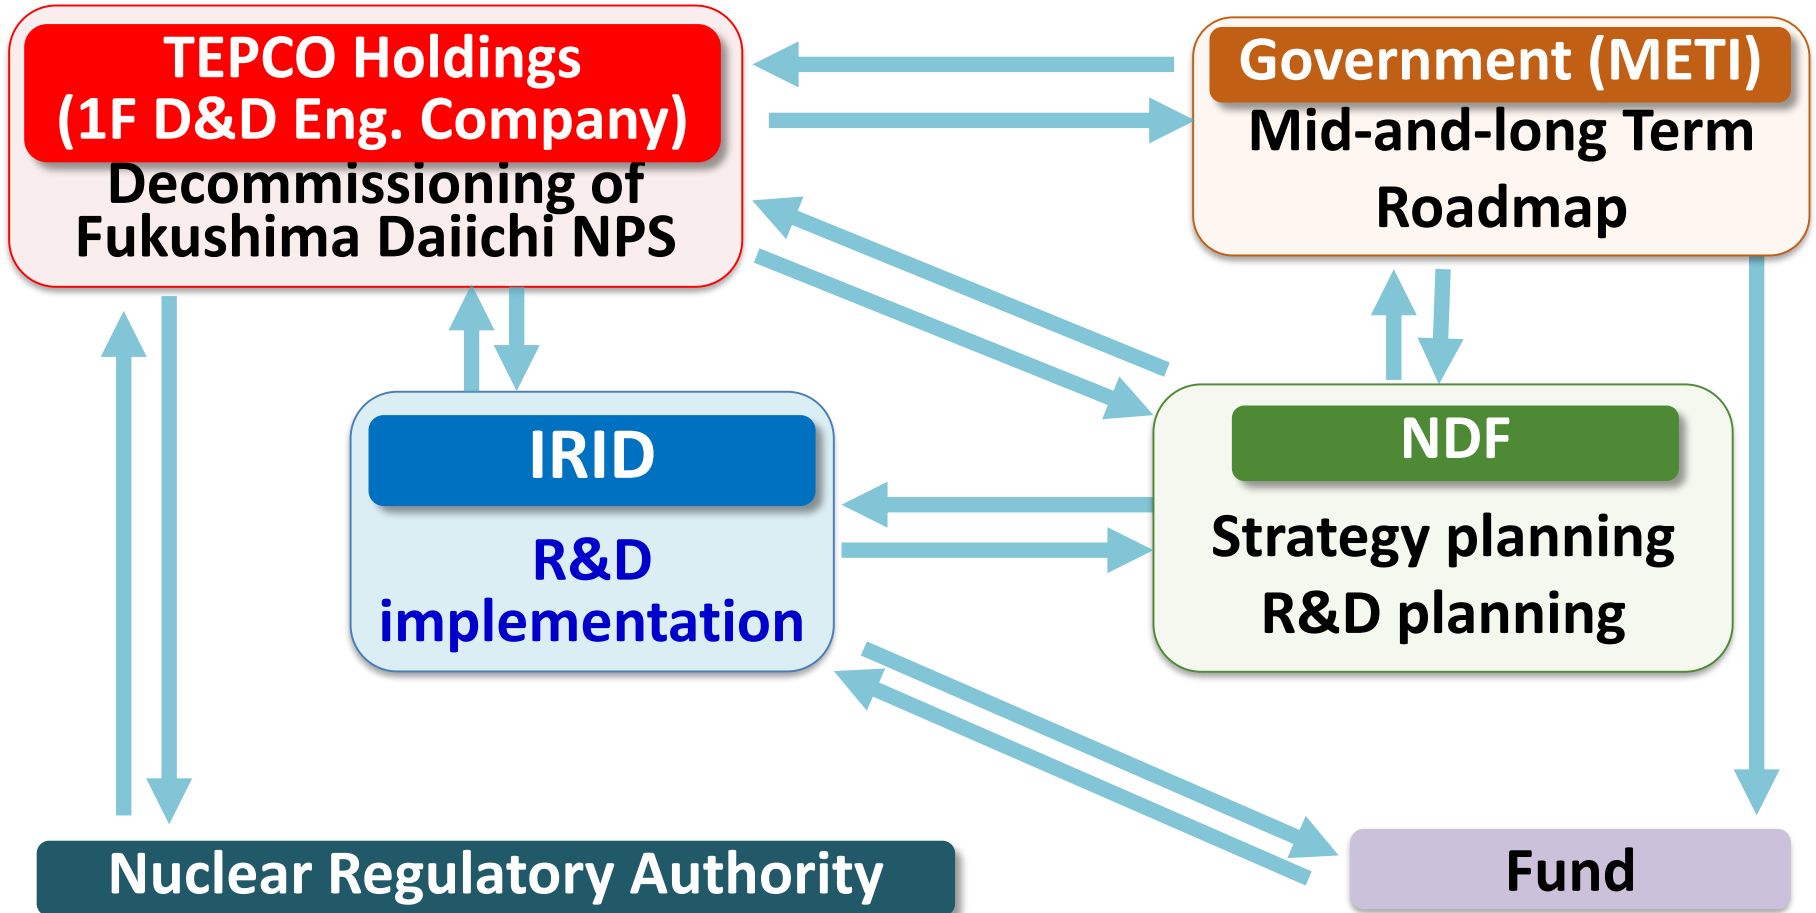 TEPCO Holdings
(1F D&D Eng. Company)
Decommissioning of
Fukushima Daiichi NPS
Government (METI)
Mid-and-long Term
Roadmap
IRID
R&D
implementation
NDF
Strategy planning
R&D planning
Nuclear Regulatory Authority
Fund